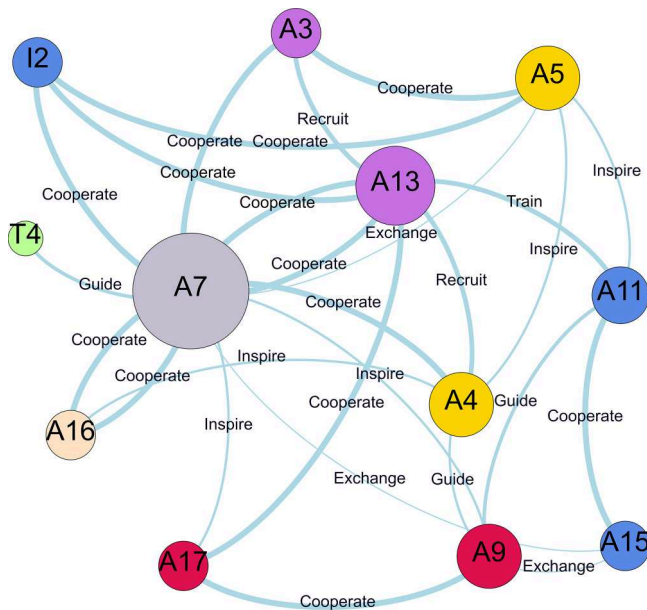 A3
I2
A5
Cooperate
Recruit
Cooperate Cooperate
Cooperate
Inspire
A13
Cooperate
Cooperate
Train
T4
Exchange
Cooperate
Inspire
Guide
A7
Recruit
A11
Cooperate
Cooperate
Inspire
Inspire
Cooperate
Cooperate
A4
Guide
Cooperate
A16
Inspire
Exchange
Guide
A17
A9
A15
Exchange
Cooperate